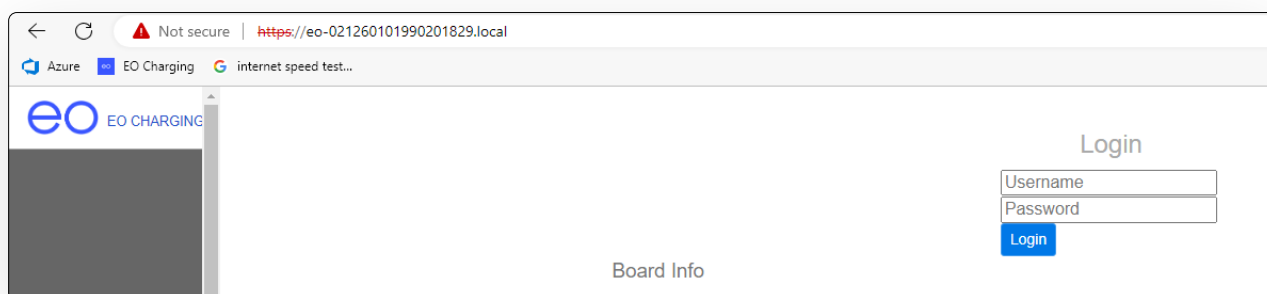 Not secure | https://eo-021260101990201829.local
Azure eo EO Charging G internet speed test...
eo EO CHARGING
Login
Username
Password
Login
Board Info